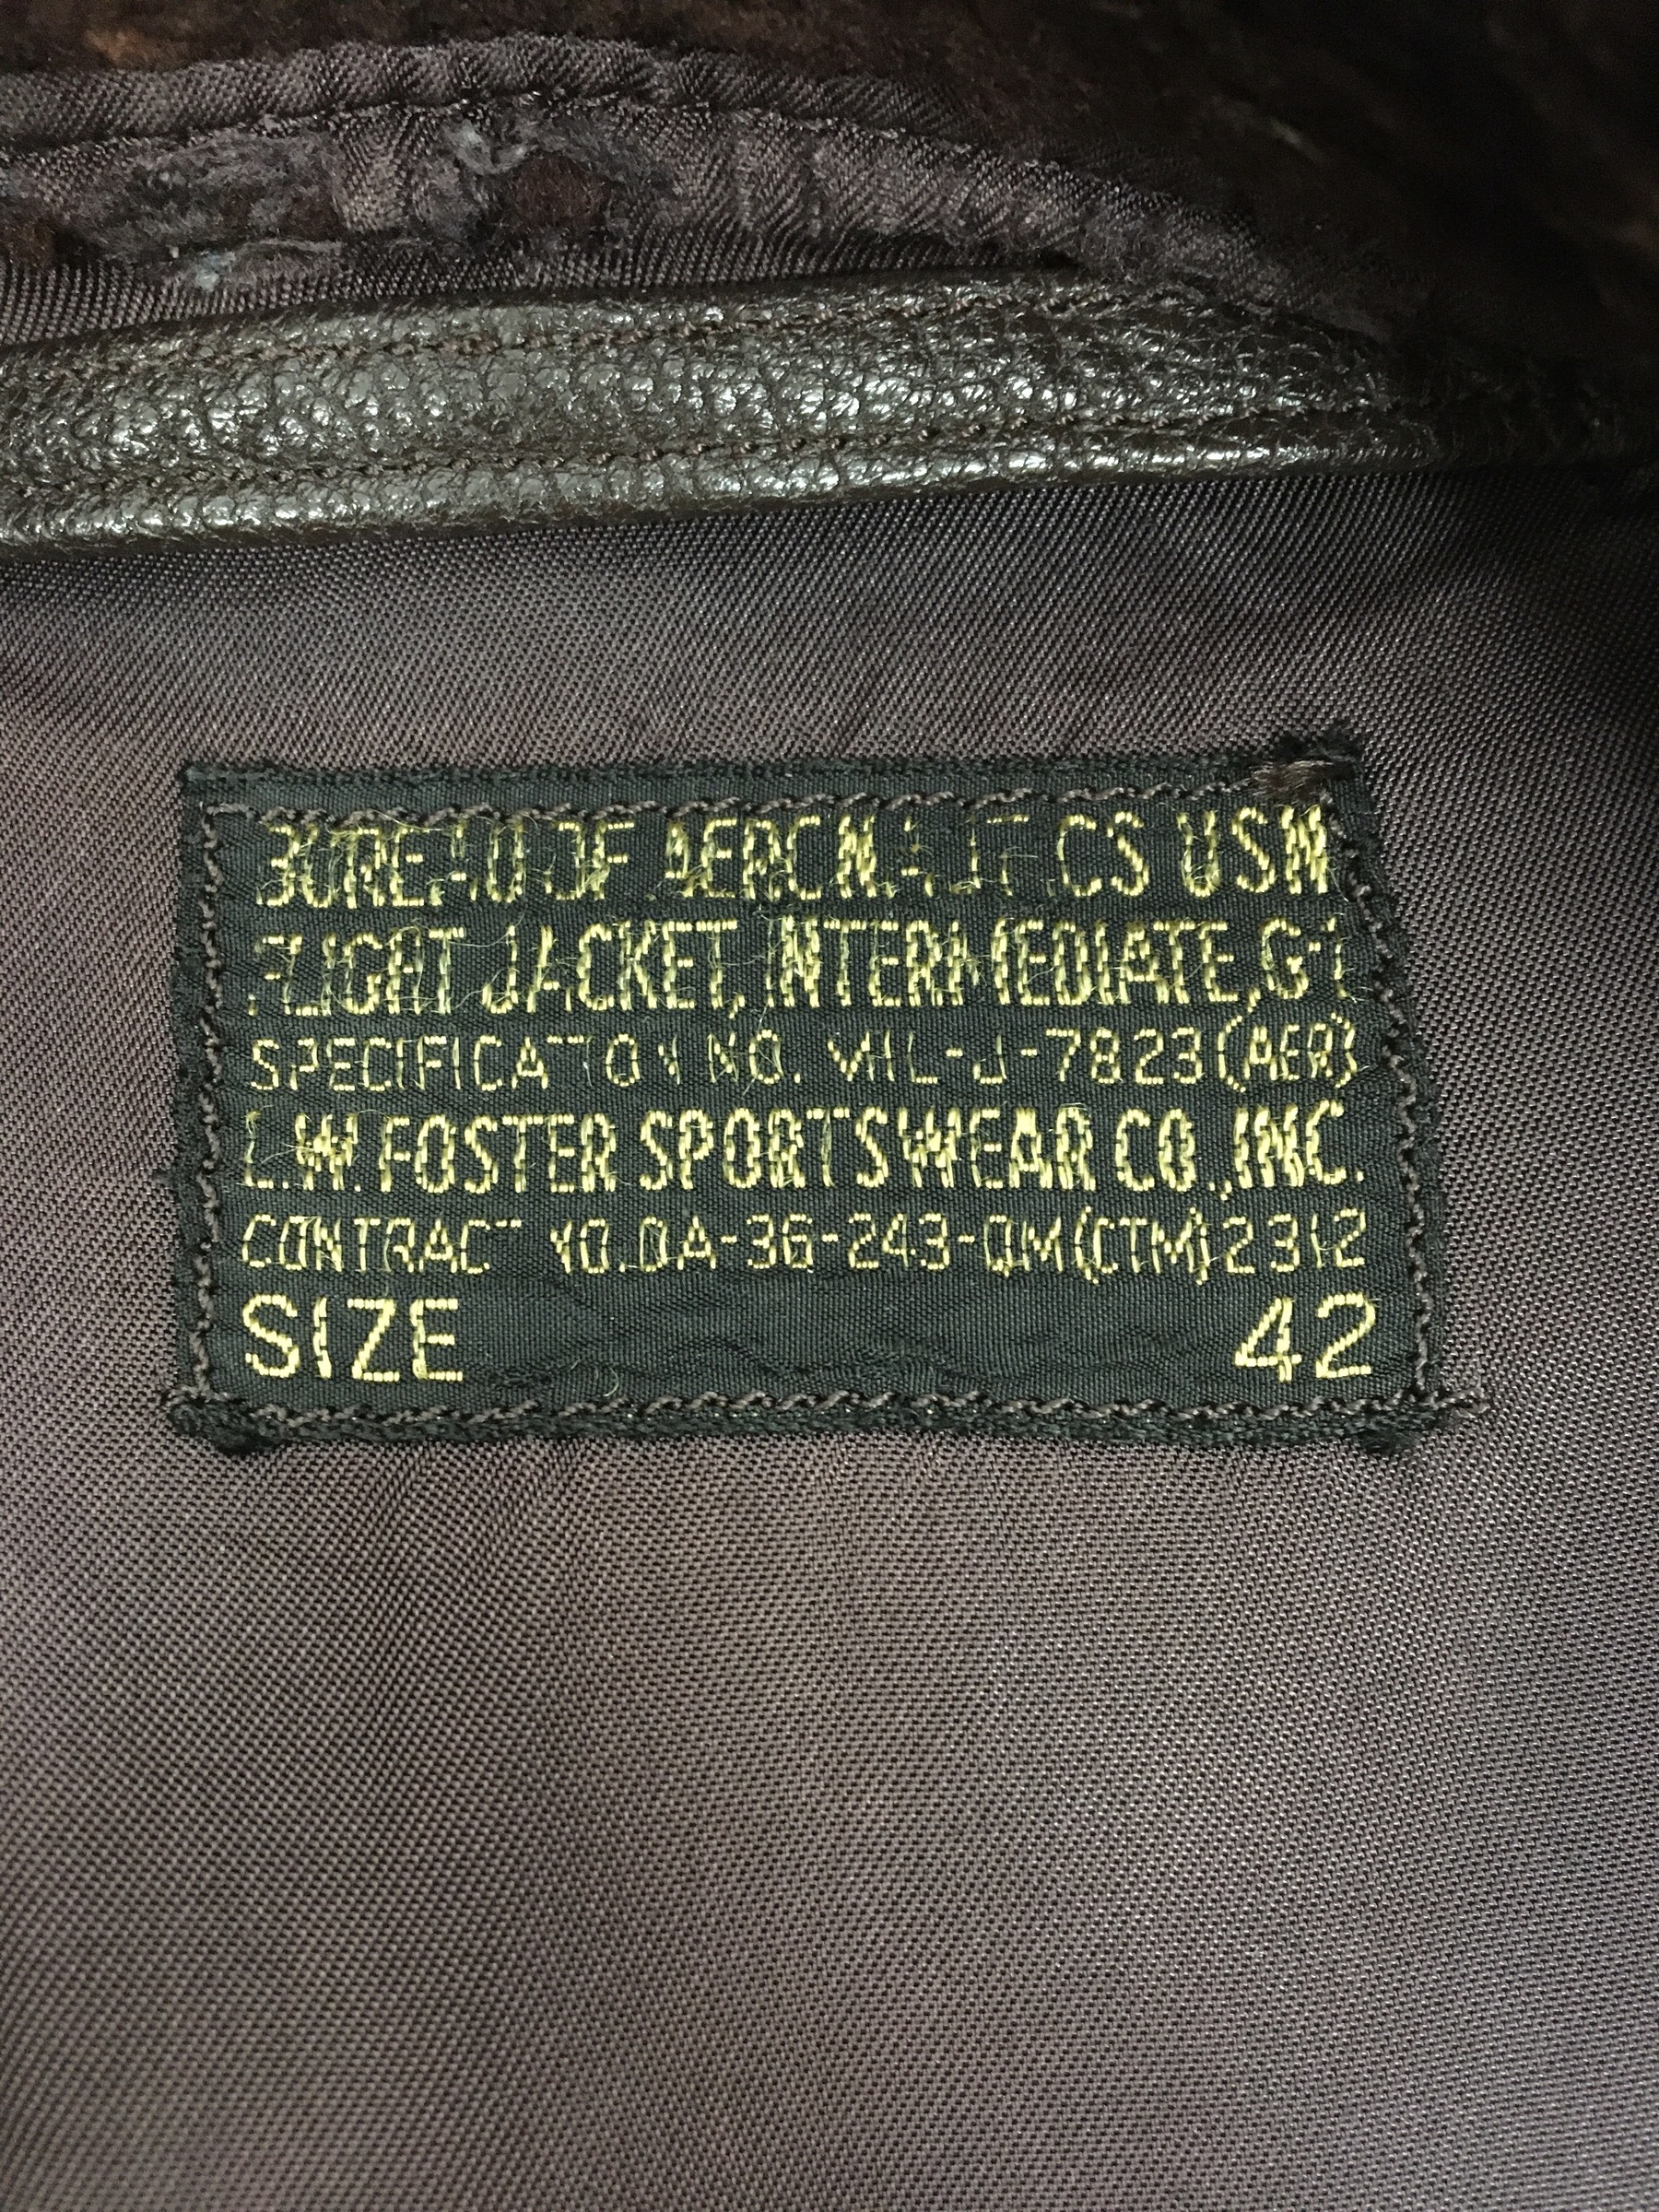 BUREAU OF AERONAUTICS USN
FLIGHT JACKET, INTERMEDIATE, G1
SPECIFICATION NO. MIL-J-7823(AER)
L.W. FOSTER SPORTSWEAR CO., INC.
CONTRACT NO. DA-36-243-QM(CTM)2312
SIZE 42